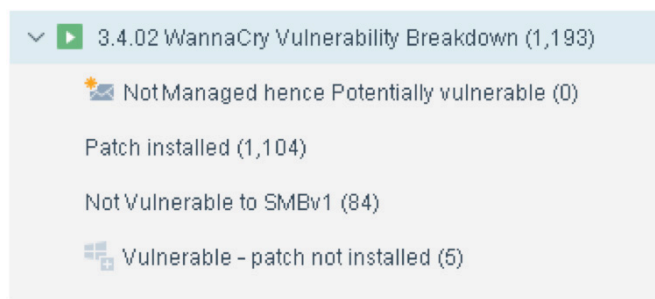 3.4.02 WannaCry Vulnerability Breakdown (1,193)
Not Managed hence Potentially vulnerable (0)
Patch installed (1,104)
Not Vulnerable to SMBv1 (84)
Vulnerable - patch not installed (5)